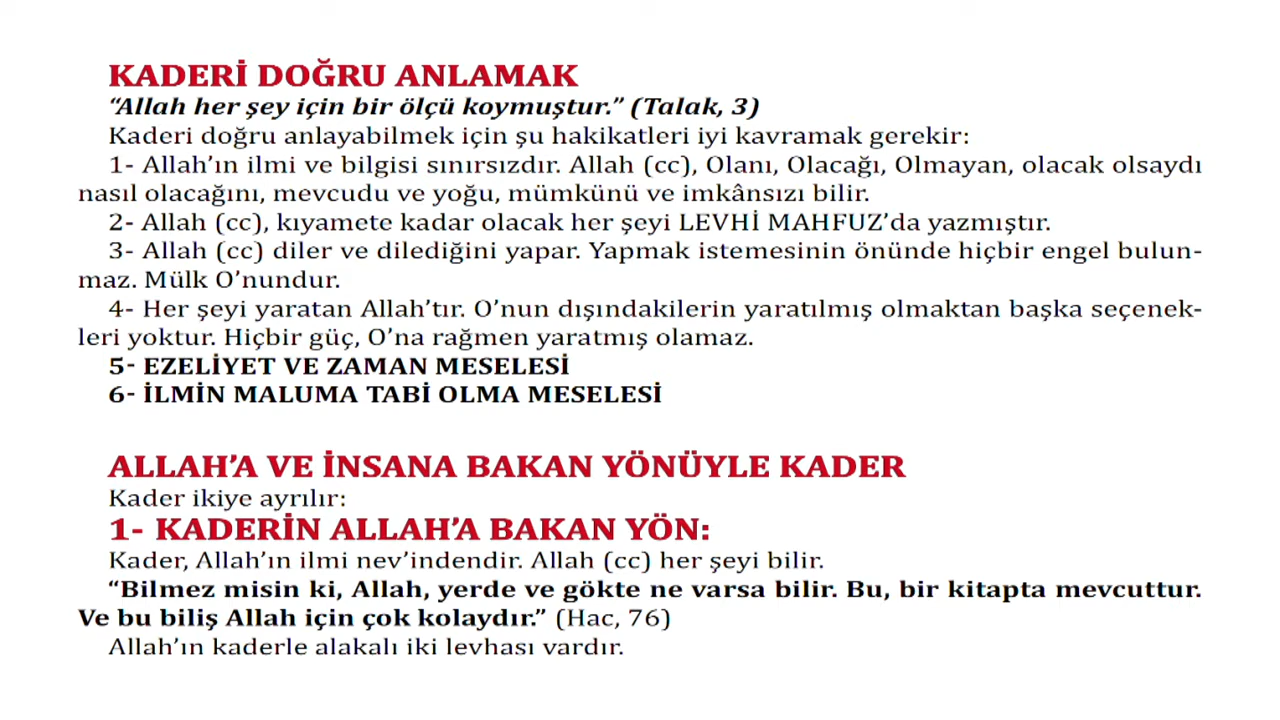 KADERİ DOĞRU ANLAMAK
“Allah her şey için bir ölçü koymuştur.” (Talak, 3)
Kaderi doğru anlayabilmek için şu hakikatleri iyi kavramak gerekir:
1- Allah’ın ilmi ve bilgisi sınırsızdır. Allah (cc), Olanı, Olacağı, Olmayan, olacak olsaydı
nasıl olacağını, mevcudu ve yoğu, mümkünü ve imkânsızı bilir.
2- Allah (cc), kıyamete kadar olacak her şeyi LEVHİ MAHFUZ’da yazmıştır.
3- Allah (cc) diler ve dilediğini yapar. Yapmak istemesinin önünde hiçbir engel bulun-
maz. Mülk O’nundur.
4- Her şeyi yaratan Allah’tır. O’nun dışındakilerin yaratılmış olmaktan başka seçenek-
leri yoktur. Hiçbir güç, O’na rağmen yaratmış olamaz.
5- EZELİYET VE ZAMAN MESELESİ
6- İLMİN MALUMA TABİ OLMA MESELESİ
ALLAH’A VE İNSANA BAKAN YÖNÜYLE KADER
Kader ikiye ayrılır:
1- KADERİN ALLAH’A BAKAN YÖN:
Kader, Allah’ın ilmi nev’indendir. Allah (cc) her şeyi bilir.
“Bilmez misin ki, Allah, yerde ve gökte ne varsa bilir. Bu, bir kitapta mevcuttur.
Ve bu biliş Allah için çok kolaydır.” (Hac, 76)
Allah’ın kaderle alakalı iki levhası vardır.